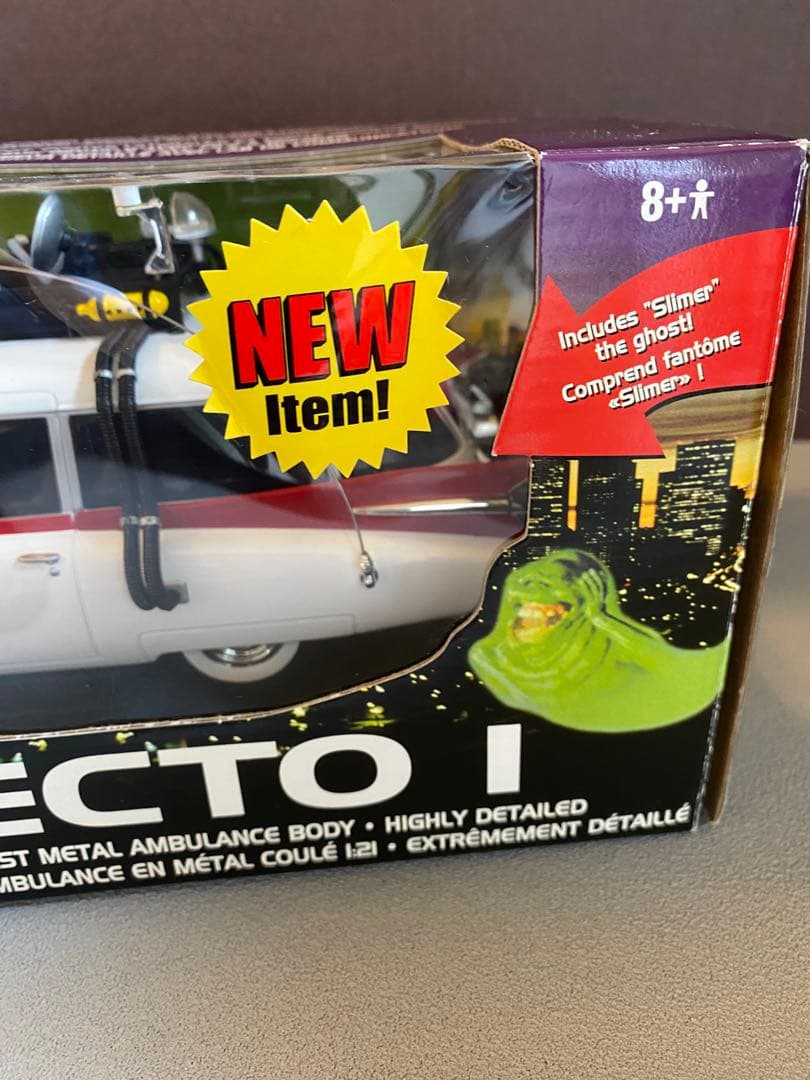 8+
Includes "Slimer"
the ghost!
Comprend fantôme
«Slimer» !
NEW
Item!
ECTO 1
ST METAL AMBULANCE BODY • HIGHLY DETAILED
MBULANCE EN MÉTAL COULÉ 1:21 • EXTRÊMEMENT DÉTAILLÉ